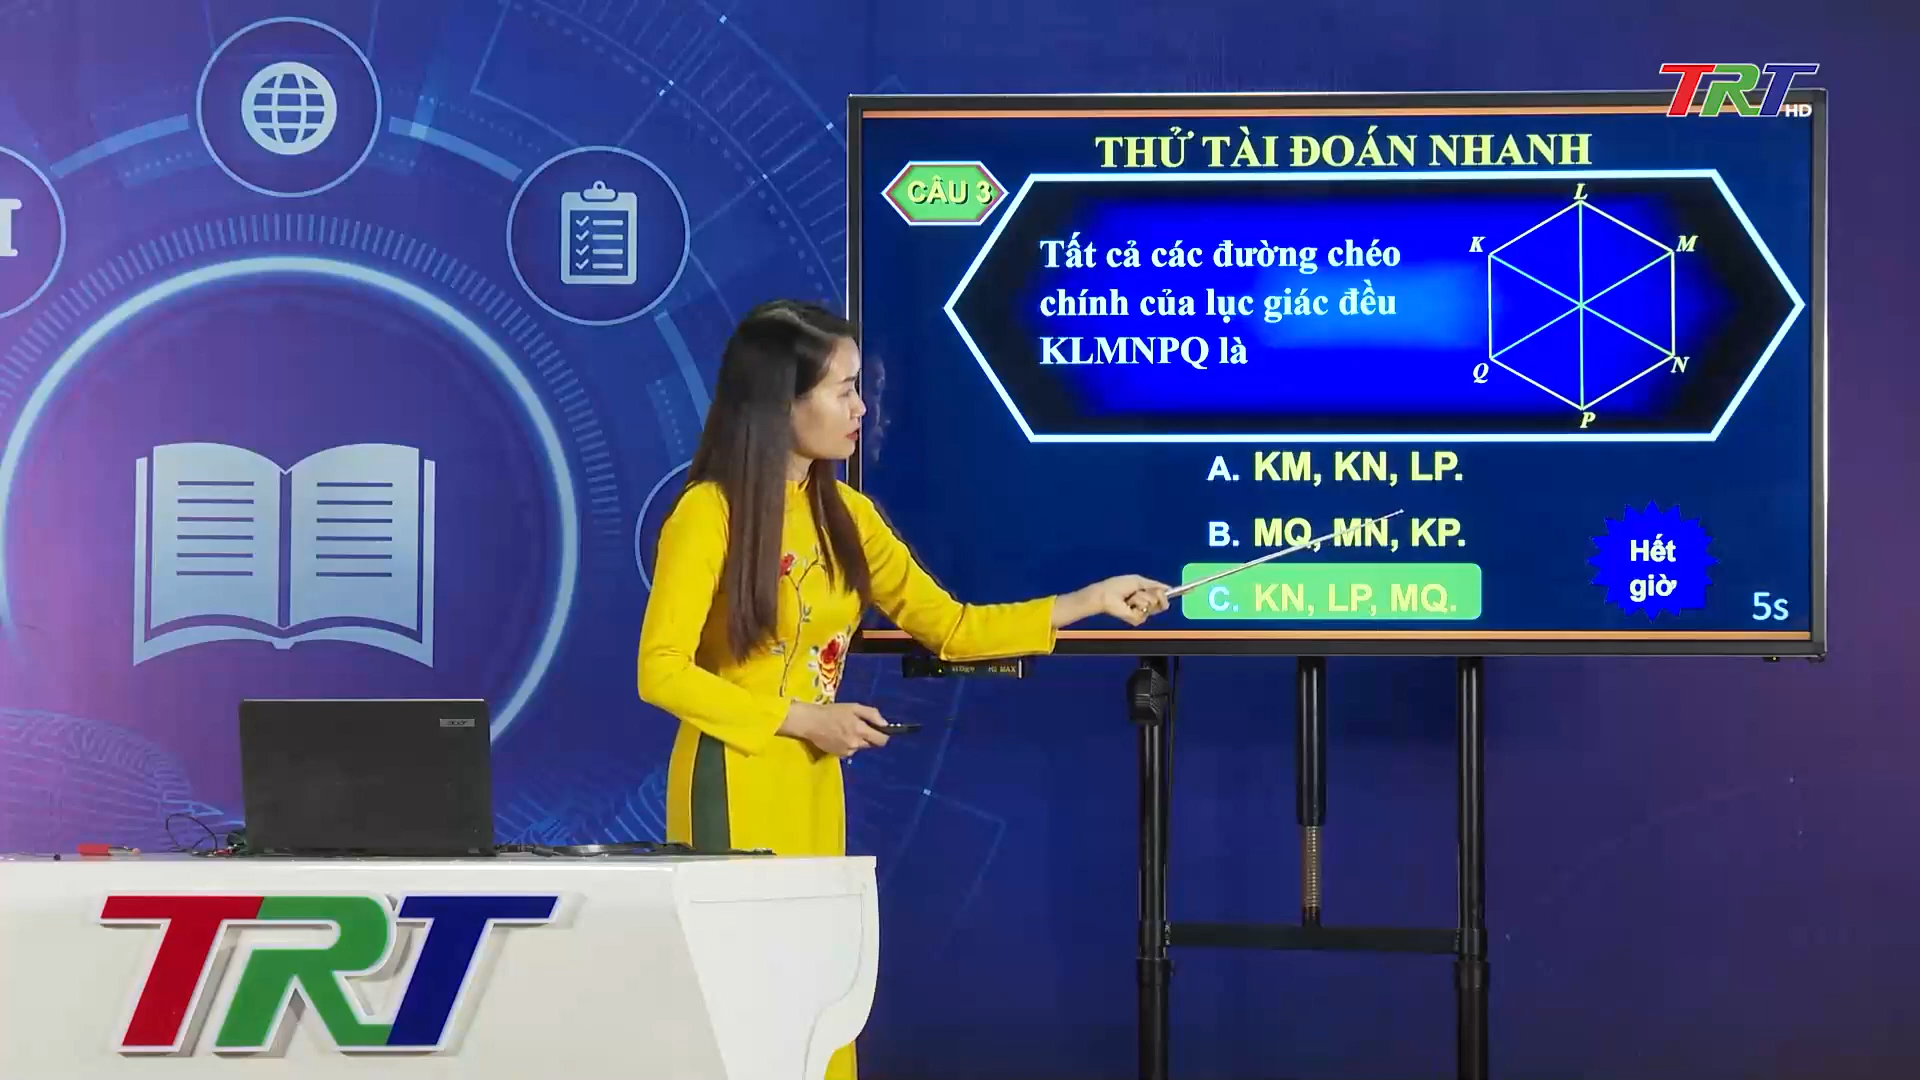 TRT HD
THỬ TÀI ĐOÁN NHANH
CÂU 3
Tất cả các đường chéo
chính của lục giác đều
KLMNPQ là
L
K
M
Q
N
P
A. KM, KN, LP.
B. MQ, MN, KP.
C. KN, LP, MQ.
Hết
giờ
5s
acer
TRT